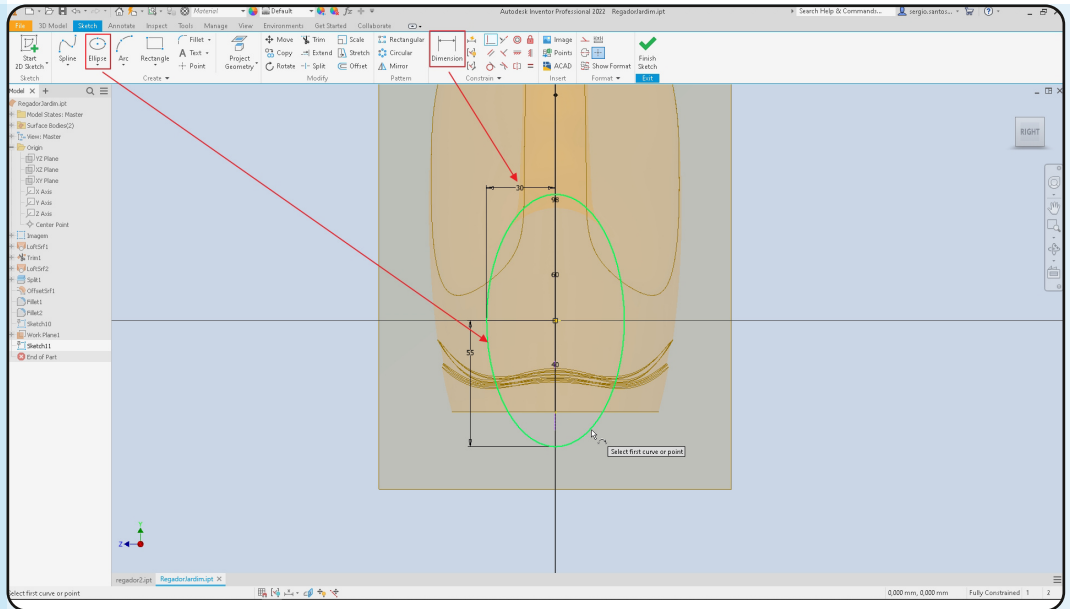 Material
Default
Autodesk Inventor Professional 2022 RegadorJardim.ipt
Search Help & Commands...
sergio.santos...
File 3D Model Sketch Annotate Inspect Tools Manage View Environments Get Started Collaborate
Start 2D Sketch
Spline
Ellipse
Arc
Rectangle
Fillet
Text
Point
Project Geometry
Move
Copy
Rotate
Trim
Extend
Split
Scale
Stretch
Offset
Rectangular
Circular
Mirror
Dimension
Image
Points
ACAD
Show Format
Finish Sketch
Sketch
Create
Modify
Pattern
Constrain
Insert
Format
Exit
Model
RegadorJardim.ipt
Model States: Master
Surface Bodies(2)
View: Master
Origin
YZ Plane
XZ Plane
XY Plane
X Axis
Y Axis
Z Axis
Center Point
Imagem
LoftSrf1
Trim1
LoftSrf2
Split1
OffsetSrf1
Fillet1
Fillet2
Sketch10
Work Plane1
Sketch11
End of Part
RIGHT
30
98
60
55
40
Select first curve or point
Y
Z
regador2.ipt RegadorJardim.ipt
Select first curve or point
0,000 mm, 0,000 mm Fully Constrained 1 2